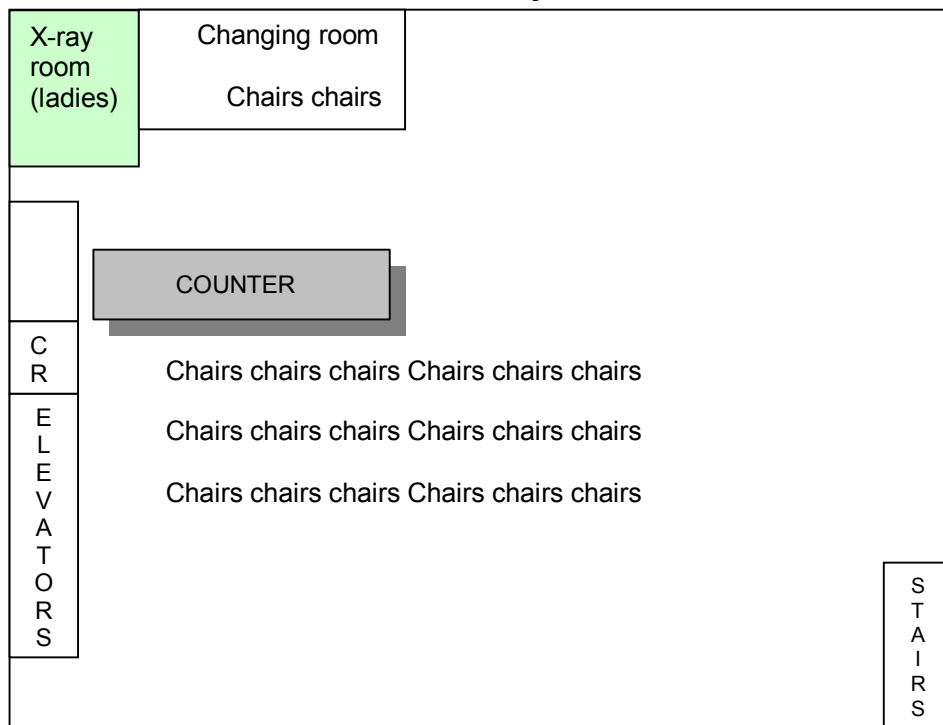 X-ray
room
(ladies)
Changing room
Chairs chairs
COUNTER
C
R
Chairs chairs chairs Chairs chairs chairs
Chairs chairs chairs Chairs chairs chairs
Chairs chairs chairs Chairs chairs chairs
E
L
E
V
A
T
O
R
S
S
T
A
I
R
S